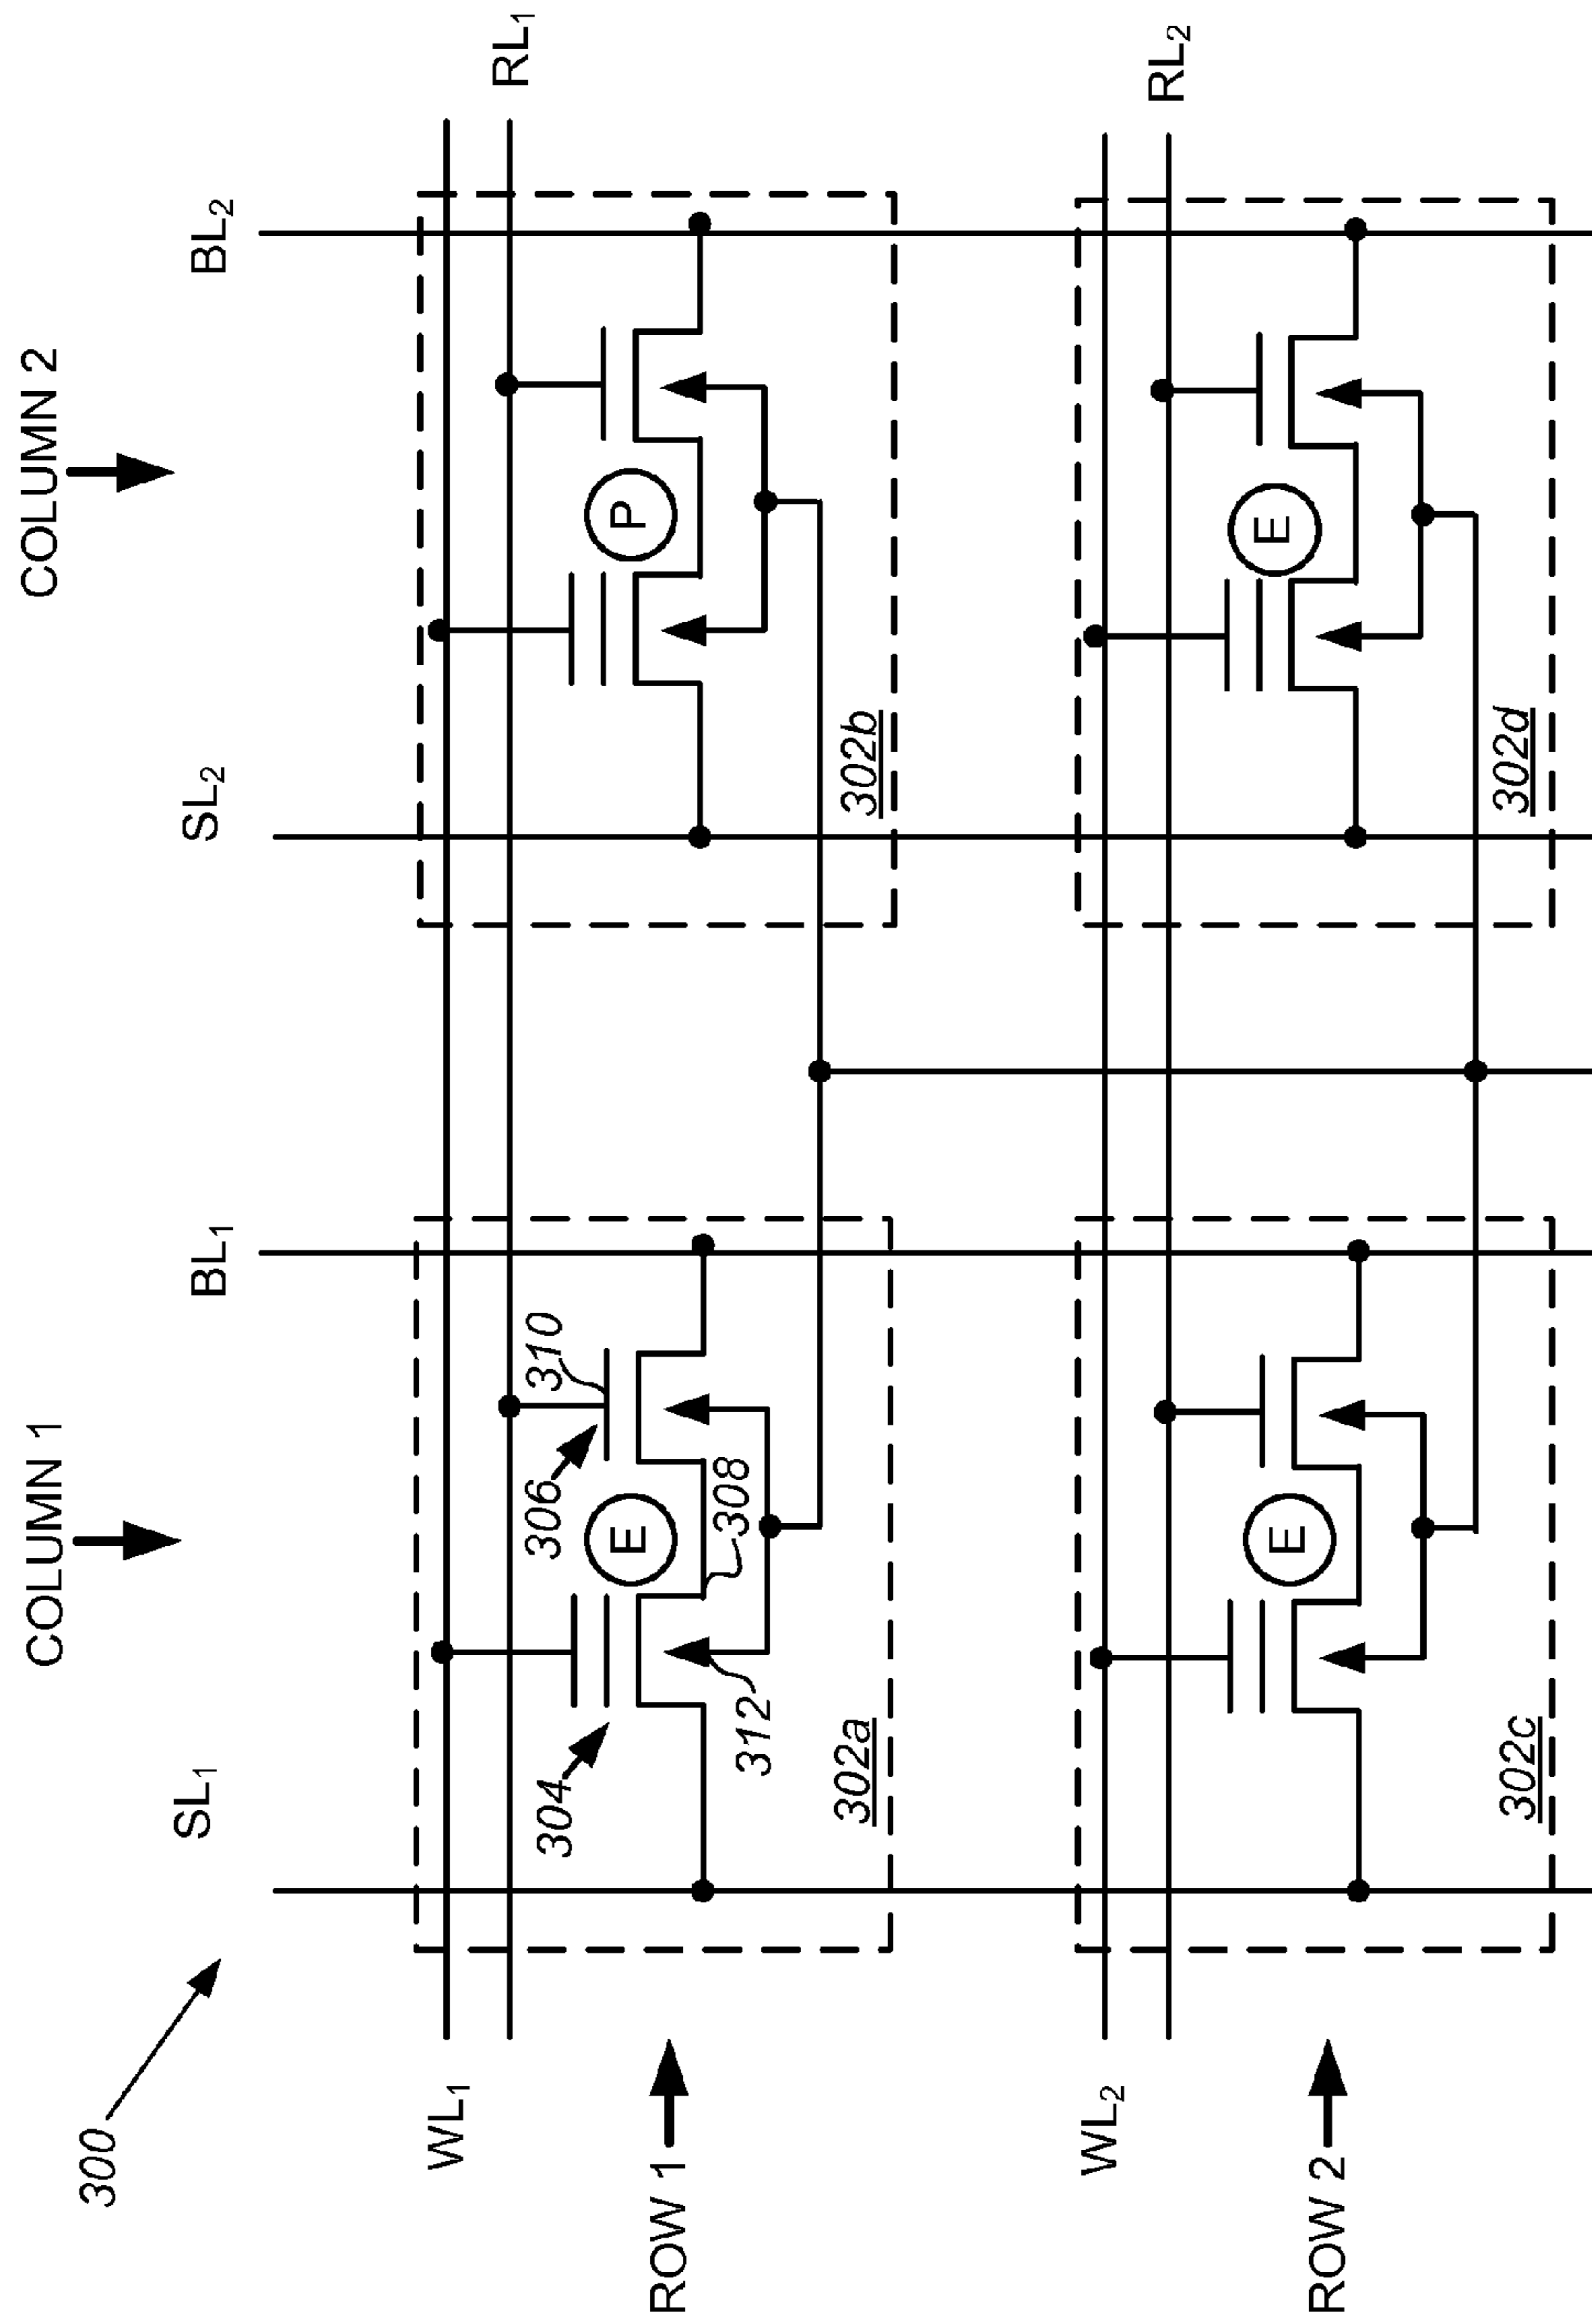 300
COLUMN 1
COLUMN 2
SL₁
BL₁
SL₂
BL₂
WL₁
RL₁
ROW 1
304
306
310
E
308
312
302a
P
302b
WL₂
RL₂
ROW 2
E
302c
E
302d